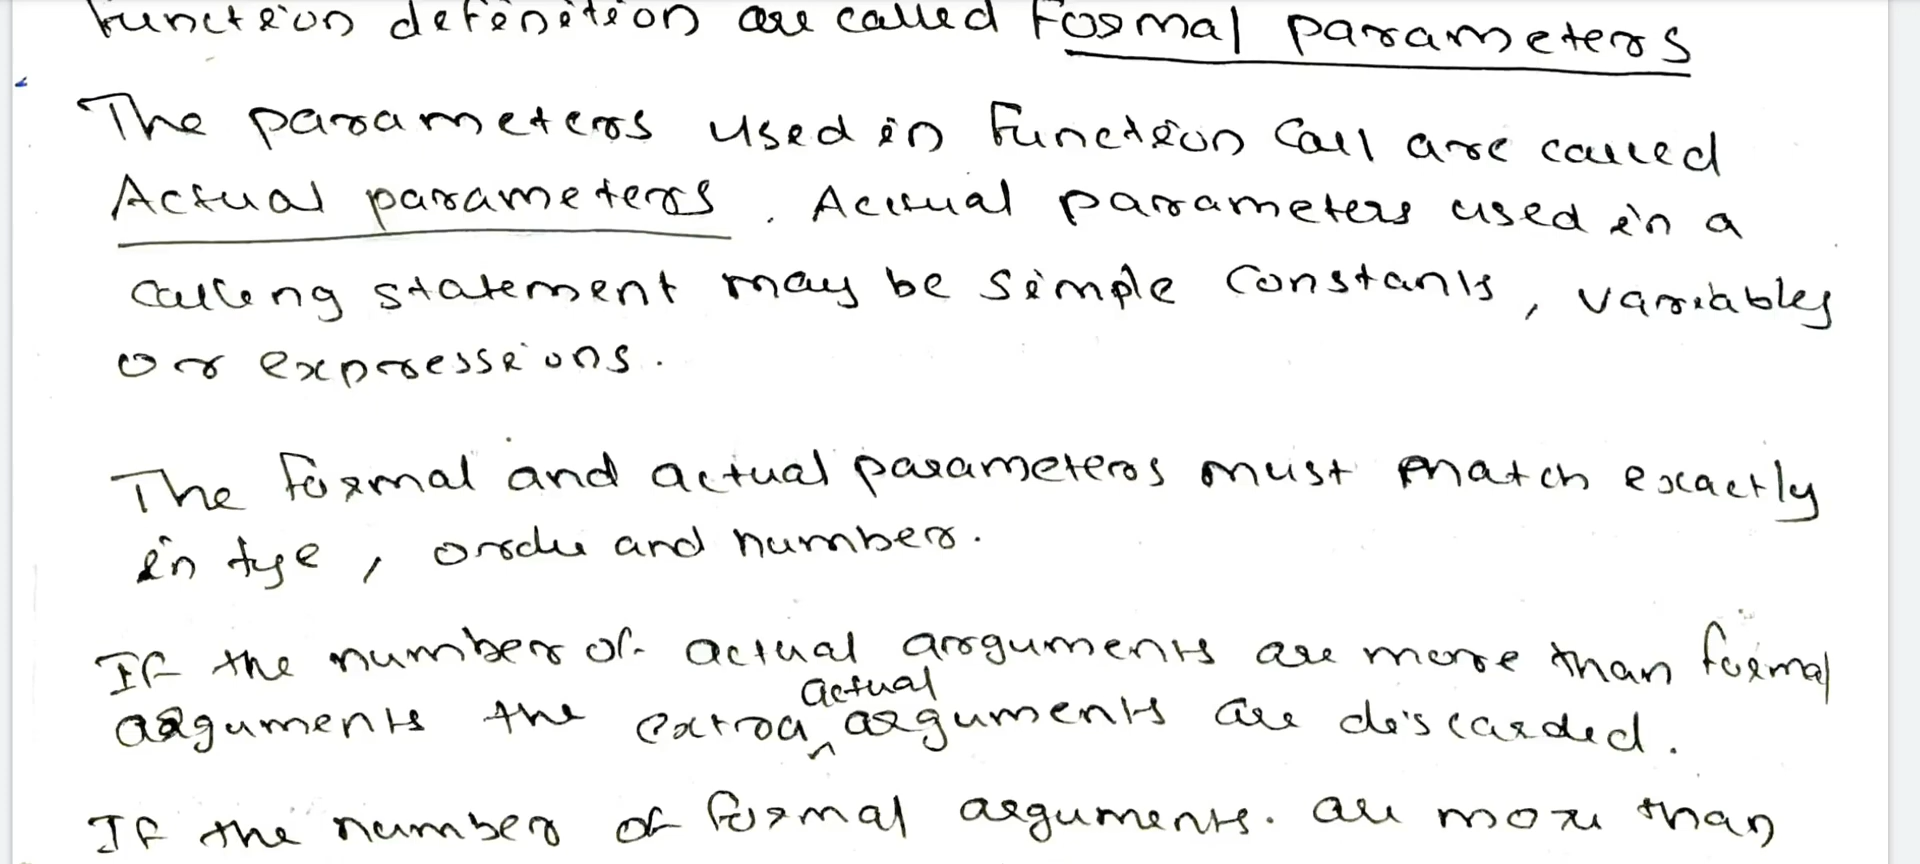 Function definition are called Formal parameters
The parameters used in function call are called
Actual parameters. Actual parameters used in a
calling statement may be simple constants, variables
or expressions.
The formal and actual parameters must match exactly
in tye, order and number.
If the number of actual arguments are more than formal
actual
arguments the extra arguments are discarded.
If the number of formal arguments. are more than